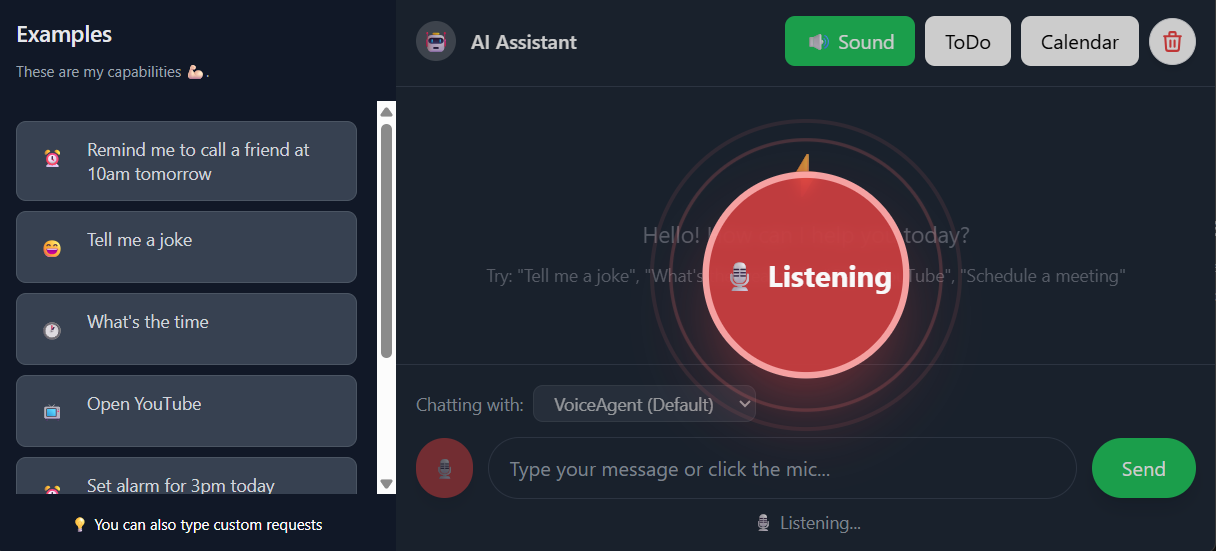 Examples
These are my capabilities 💪.
Remind me to call a friend at
10am tomorrow
Tell me a joke
What's the time
Open YouTube
Set alarm for 3pm today
💡 You can also type custom requests
AI Assistant
Sound
ToDo
Calendar
Hello! today?
Try: "Tell me a joke", "What's Tube", "Schedule a meeting"
Listening
Chatting with: VoiceAgent (Default)
Type your message or click the mic...
Send
Listening...